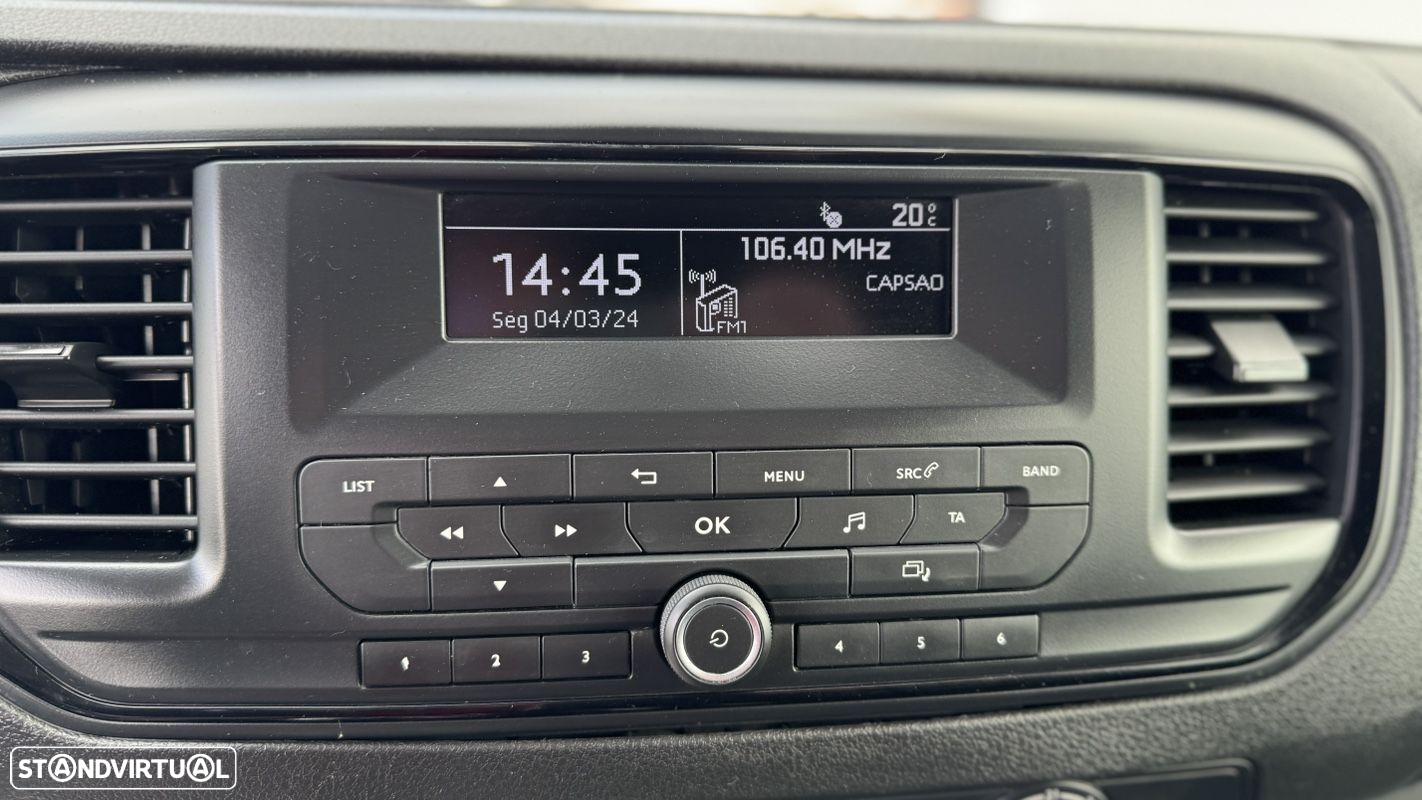 20°C
106.40 MHz
14:45
CAPSAO
Seg 04/03/24
FM1
LIST
MENU
SRC
BAND
OK
TA
1
2
3
4
5
6
STANDVIRTUAL